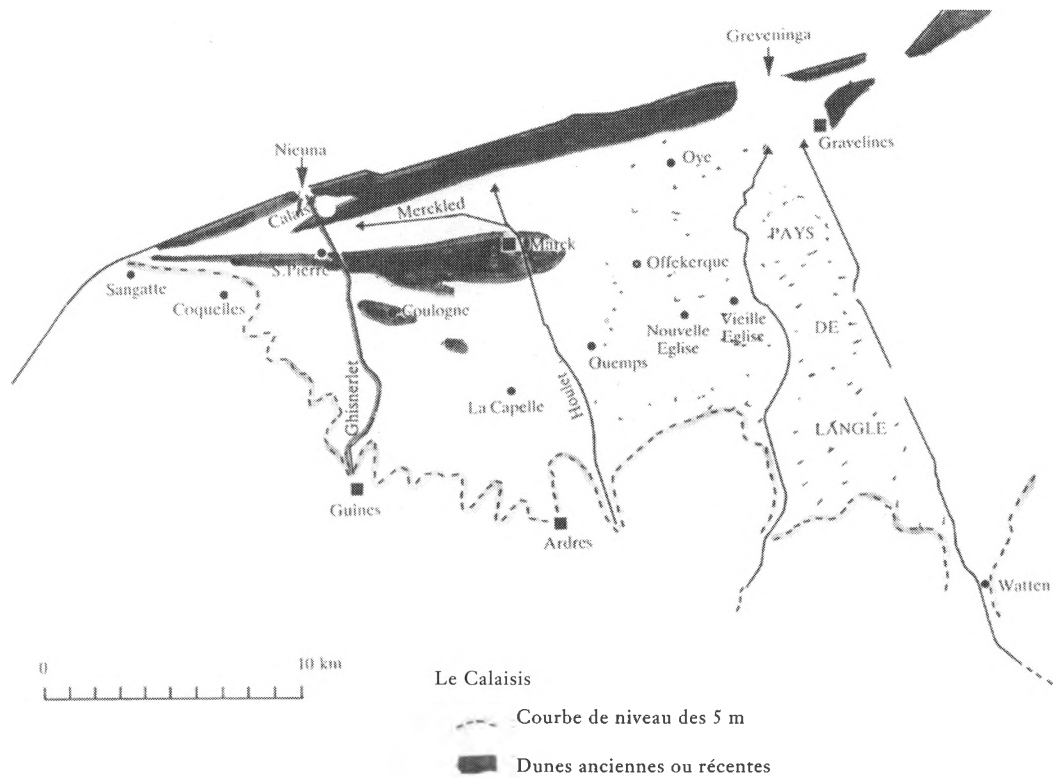 Greveninga
Gravelines
Nieuna
Oye
Calais
Merckled
PAYS
Marck
S. Pierre
Offekerque
Sangatte
Coquelles
Coulogne
Vieille
Eglise
Nouvelle
Eglise
DE
Ouemps
La Capelle
Houlet
Ghisnerlet
LANGLE
Guines
Ardres
Watten
0 10 km
Le Calaisis
Courbe de niveau des 5 m
Dunes anciennes ou récentes